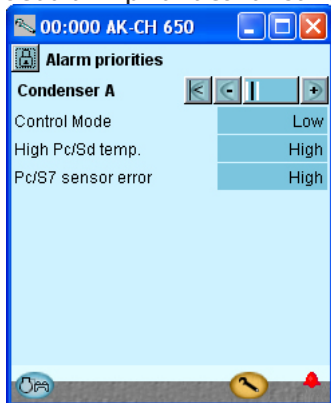 00:000 AK-CH 650
Alarm priorities
Condenser A
Control Mode Low
High Pc/Sd temp. High
Pc/S7 sensor error High